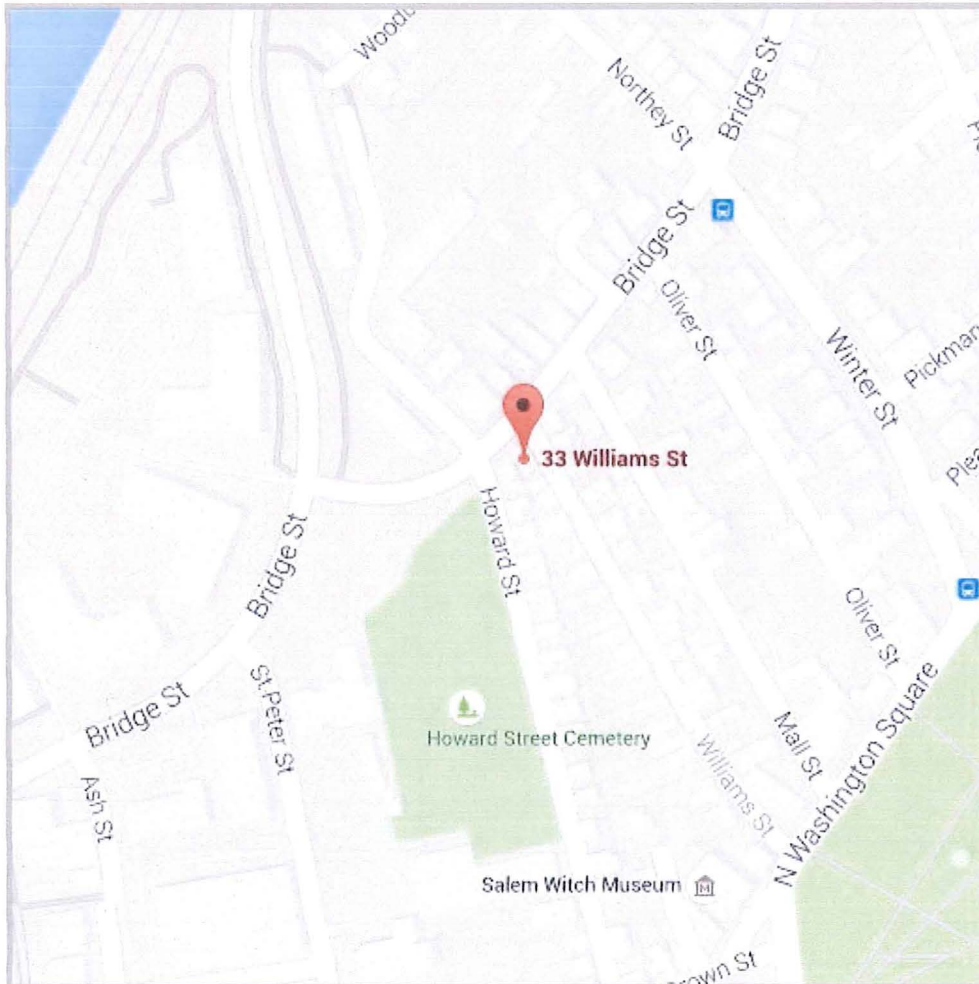 Northey St
Bridge St
Bridge St
Oliver St
Winter St
33 Williams St
Howard St
Bridge St
Oliver St
St.Peter St
Bridge St
Howard Street Cemetery
Mall St
Williams St
N Washington Square
Ash St
Salem Witch Museum